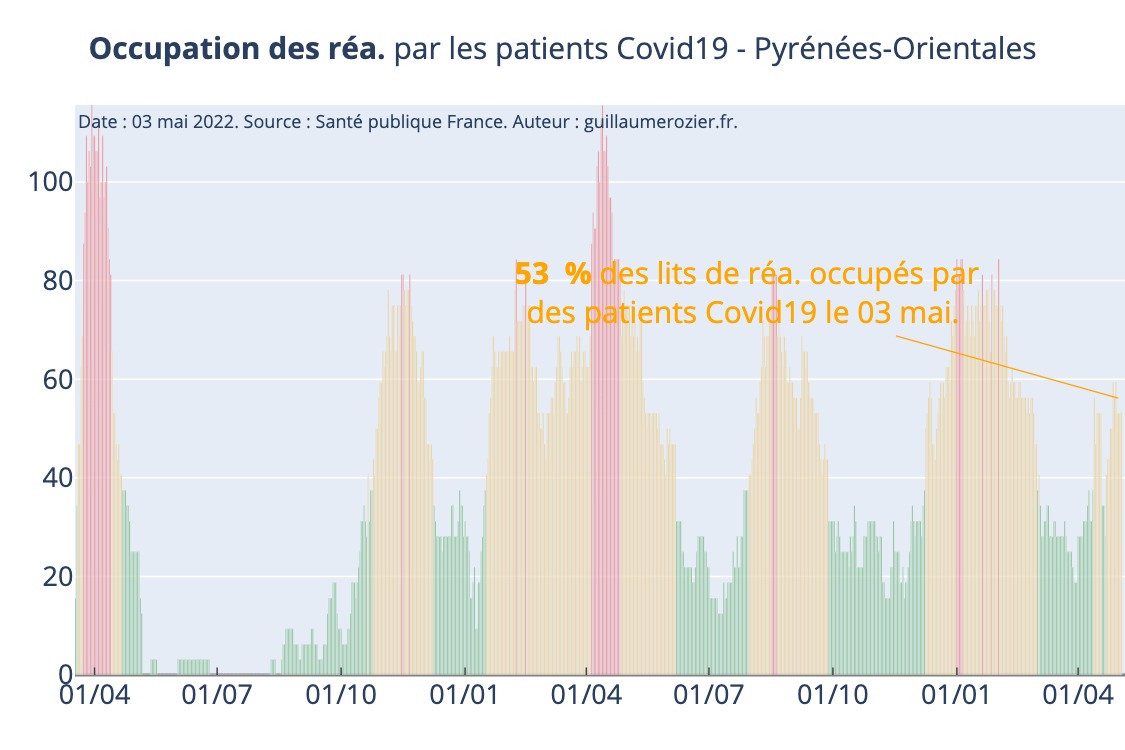 Occupation des réa. par les patients Covid19 - Pyrénées-Orientales
Date : 03 mai 2022. Source : Santé publique France. Auteur : guillaumerozier.fr.
100
80
60
40
20
0
53 % des lits de réa. occupés par
des patients Covid19 le 03 mai.
01/04 01/07 01/10 01/01 01/04 01/07 01/10 01/01 01/04